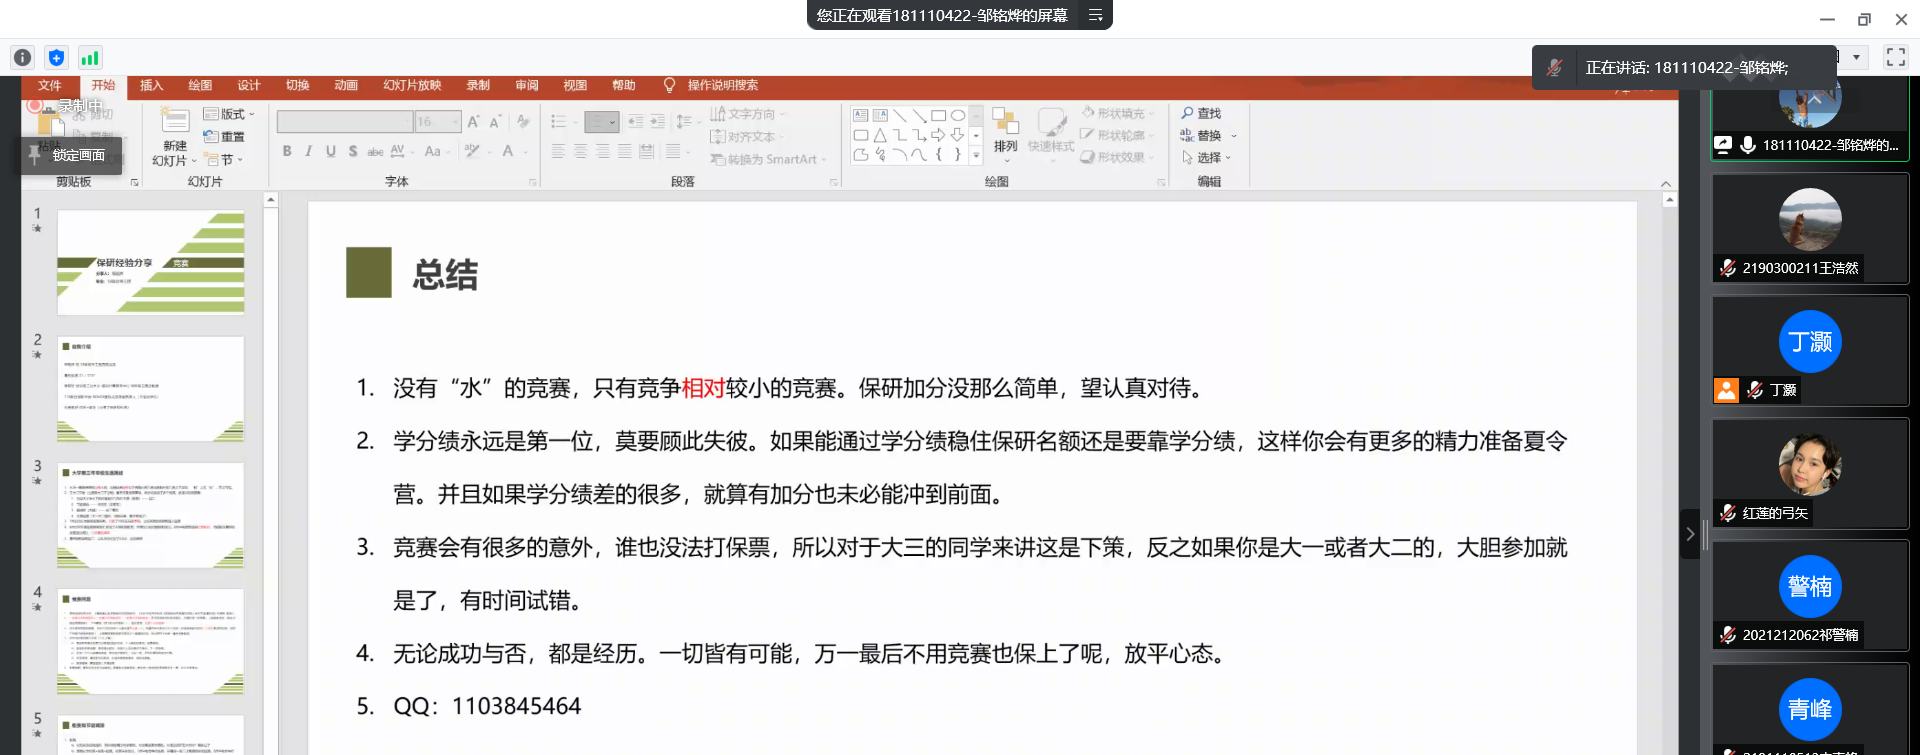 您正在观看181110422-邹铭烨的屏幕
正在讲话: 181110422-邹铭烨;
文件 开始 插入 绘图 设计 切换 动画 幻灯片放映 录制 审阅 视图 帮助 操作说明搜索
录制中
剪切
版式
16
文字方向
形状填充
查找
重置
对齐文本
形状轮廓
替换
新建
幻灯片
节
B I U S abc AV Aa A
转换为 SmartArt
排列
快速样式
形状效果
选择
锁定画面
剪贴板
幻灯片
字体
段落
绘图
编辑
1
保研经验分享
竞赛
2
3
4
5
总结
1. 没有“水”的竞赛，只有竞争相对较小的竞赛。保研加分没那么简单，望认真对待。
2. 学分绩永远是第一位，莫要顾此失彼。如果能通过学分绩稳住保研名额还是要靠学分绩，这样你会有更多的精力准备夏令
营。并且如果学分绩差的很多，就算有加分也未必能冲到前面。
3. 竞赛会有很多的意外，谁也没法打保票，所以对于大三的同学来讲这是下策，反之如果你是大一或者大二的，大胆参加就
是了，有时间试错。
4. 无论成功与否，都是经历。一切皆有可能，万一最后不用竞赛也保上了呢，放平心态。
5. QQ：1103845464
181110422-邹铭烨的...
2190300211王浩然
丁灏
丁灏
红莲的弓矢
警楠
2021212062祁警楠
青峰